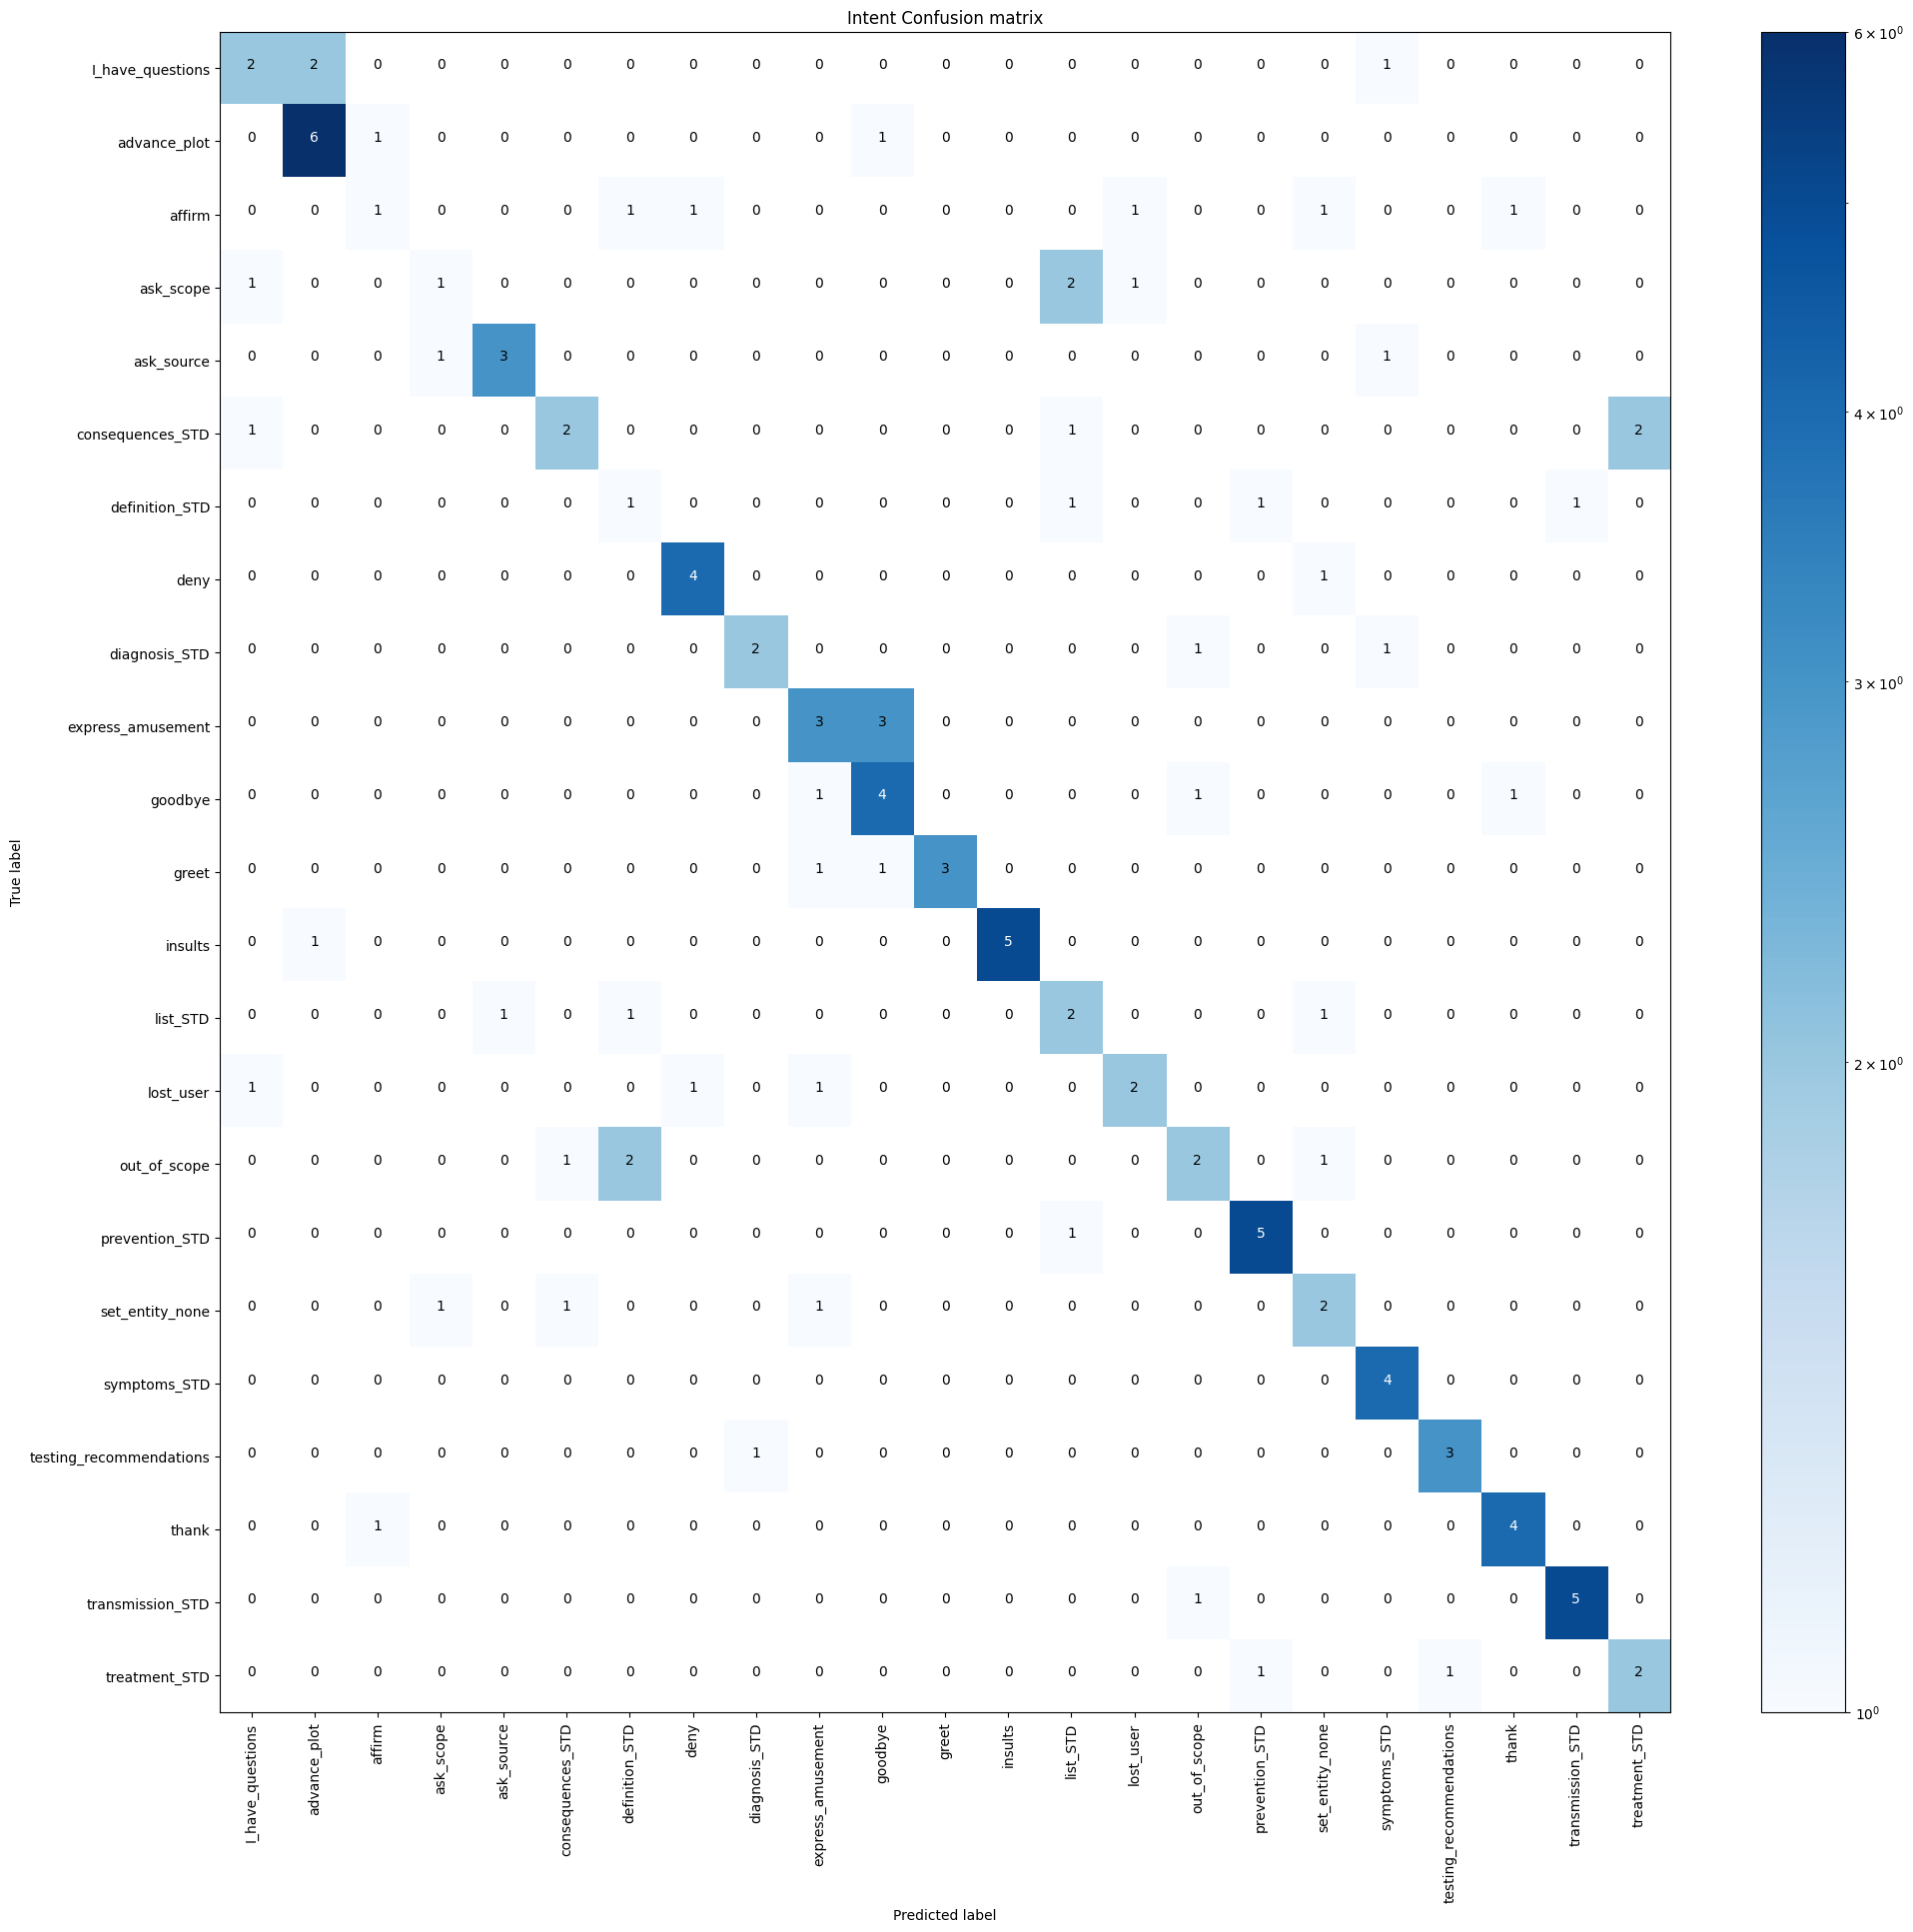 Intent Confusion matrix
I_have_questions 2 2 0 0 0 0 0 0 0 0 0 0 0 0 0 0 0 0 1 0 0 0 0
advance_plot 0 6 1 0 0 0 0 0 0 0 1 0 0 0 0 0 0 0 0 0 0 0 0
affirm 0 0 1 0 0 0 1 1 0 0 0 0 0 0 1 0 0 1 0 0 1 0 0
ask_scope 1 0 0 1 0 0 0 0 0 0 0 0 0 2 1 0 0 0 0 0 0 0 0
ask_source 0 0 0 1 3 0 0 0 0 0 0 0 0 0 0 0 0 0 1 0 0 0 0
consequences_STD 1 0 0 0 0 2 0 0 0 0 0 0 0 1 0 0 0 0 0 0 0 0 2
definition_STD 0 0 0 0 0 0 1 0 0 0 0 0 0 1 0 0 1 0 0 0 0 1 0
deny 0 0 0 0 0 0 0 4 0 0 0 0 0 0 0 0 0 1 0 0 0 0 0
diagnosis_STD 0 0 0 0 0 0 0 0 2 0 0 0 0 0 0 1 0 0 1 0 0 0 0
express_amusement 0 0 0 0 0 0 0 0 0 3 3 0 0 0 0 0 0 0 0 0 0 0 0
goodbye 0 0 0 0 0 0 0 0 0 1 4 0 0 0 0 1 0 0 0 0 1 0 0
greet 0 0 0 0 0 0 0 0 0 1 1 3 0 0 0 0 0 0 0 0 0 0 0
insults 0 1 0 0 0 0 0 0 0 0 0 0 5 0 0 0 0 0 0 0 0 0 0
list_STD 0 0 0 0 1 0 1 0 0 0 0 0 0 2 0 0 0 1 0 0 0 0 0
lost_user 1 0 0 0 0 0 0 1 0 1 0 0 0 0 2 0 0 0 0 0 0 0 0
out_of_scope 0 0 0 0 0 1 2 0 0 0 0 0 0 0 0 2 0 1 0 0 0 0 0
prevention_STD 0 0 0 0 0 0 0 0 0 0 0 0 0 1 0 0 5 0 0 0 0 0 0
set_entity_none 0 0 0 1 0 1 0 0 0 1 0 0 0 0 0 0 0 2 0 0 0 0 0
symptoms_STD 0 0 0 0 0 0 0 0 0 0 0 0 0 0 0 0 0 0 4 0 0 0 0
testing_recommendations 0 0 0 0 0 0 0 0 1 0 0 0 0 0 0 0 0 0 0 3 0 0 0
thank 0 0 1 0 0 0 0 0 0 0 0 0 0 0 0 0 0 0 0 0 4 0 0
transmission_STD 0 0 0 0 0 0 0 0 0 0 0 0 0 0 0 1 0 0 0 0 0 5 0
treatment_STD 0 0 0 0 0 0 0 0 0 0 0 0 0 0 0 0 1 0 0 1 0 0 2
True label
I_have_questions
advance_plot
affirm
ask_scope
ask_source
consequences_STD
definition_STD
deny
diagnosis_STD
express_amusement
goodbye
greet
insults
list_STD
lost_user
out_of_scope
prevention_STD
set_entity_none
symptoms_STD
testing_recommendations
thank
transmission_STD
treatment_STD
Predicted label
6 × 10⁰
4 × 10⁰
3 × 10⁰
2 × 10⁰
10⁰